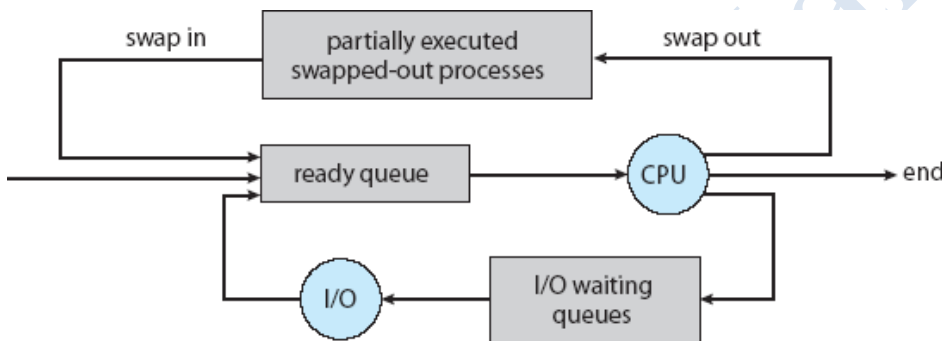 swap in
partially executed
swapped-out processes
swap out
ready queue
CPU
end
I/O
I/O waiting
queues